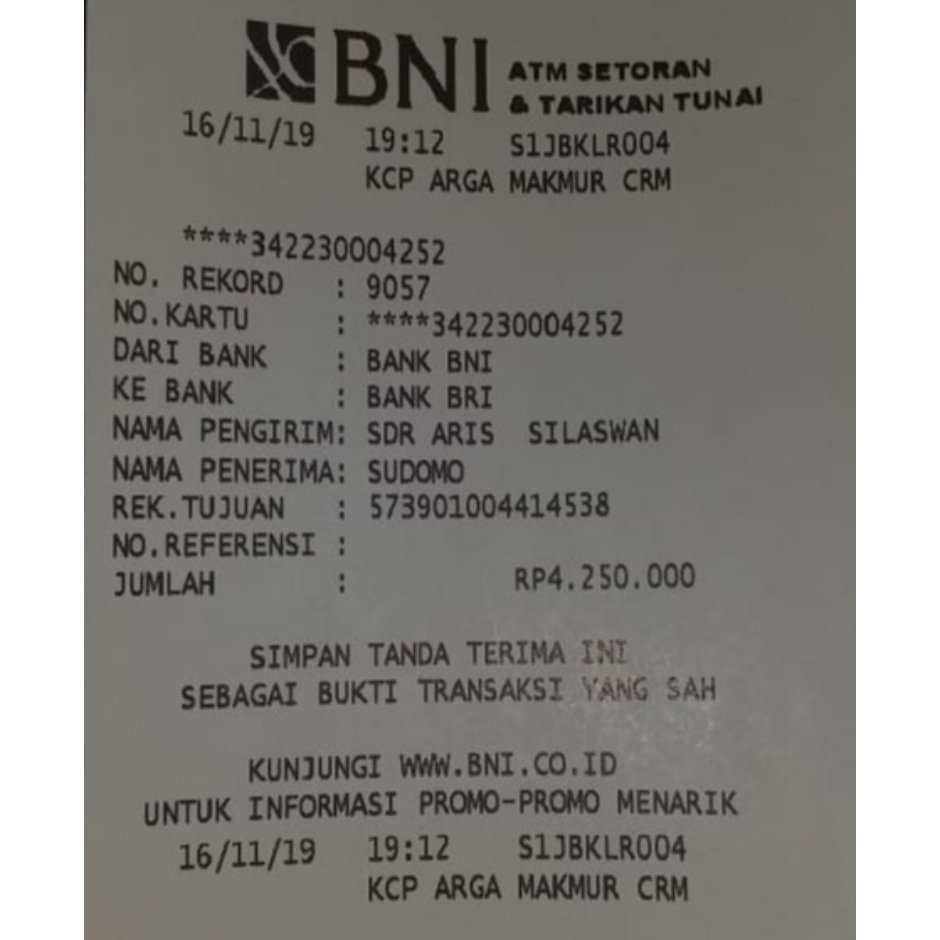 BNI ATM SETORAN
& TARIKAN TUNAI
16/11/19 19:12 S1JBKLR004
KCP ARGA MAKMUR CRM
****342230004252
NO. REKORD : 9057
NO.KARTU : ****342230004252
DARI BANK : BANK BNI
KE BANK : BANK BRI
NAMA PENGIRIM: SDR ARIS SILASWAN
NAMA PENERIMA: SUDOMO
REK.TUJUAN : 573901004414538
NO.REFERENSI :
JUMLAH : RP4.250.000
SIMPAN TANDA TERIMA INI
SEBAGAI BUKTI TRANSAKSI YANG SAH
KUNJUNGI WWW.BNI.CO.ID
UNTUK INFORMASI PROMO-PROMO MENARIK
16/11/19 19:12 S1JBKLR004
KCP ARGA MAKMUR CRM